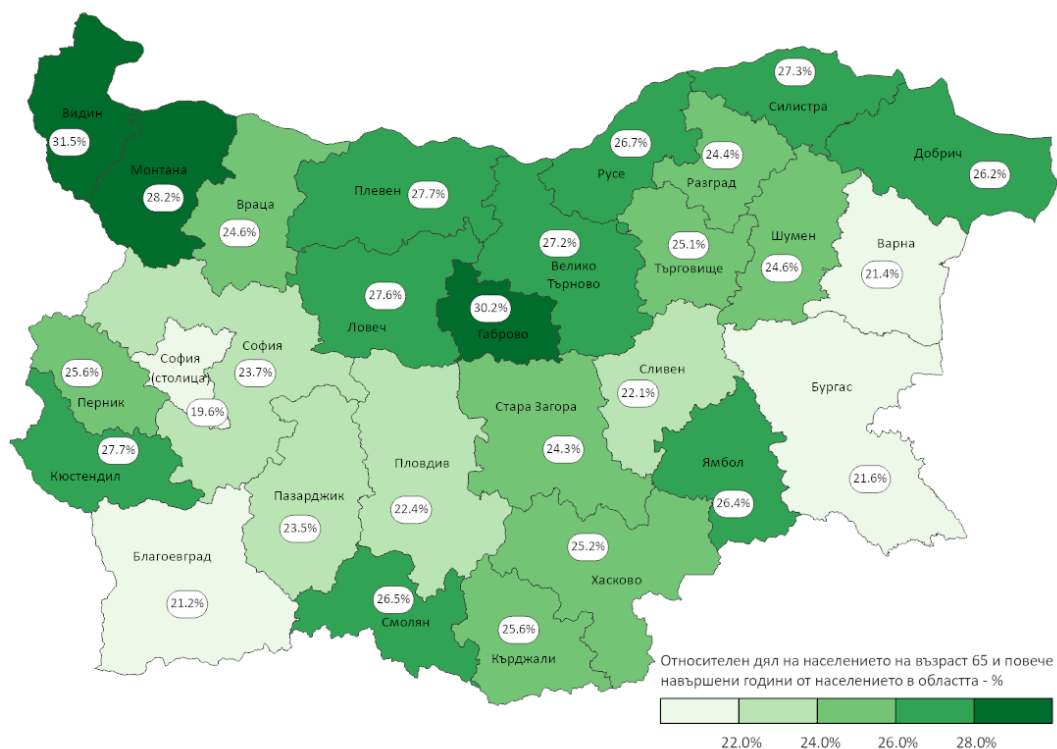 27.3%
Силистра
Видин
31.5%
Монтана
28.2%
Враца
24.6%
Плевен
27.7%
26.7%
Русе
24.4%
Разград
Добрич
26.2%
27.2%
Велико
Търново
25.1%
Търговище
Шумен
24.6%
Варна
21.4%
27.6%
Ловеч
30.2%
Габрово
София
(столица)
19.6%
София
23.7%
25.6%
Перник
27.7%
Кюстендил
Сливен
22.1%
Бургас
21.6%
Стара Загора
24.3%
Ямбол
26.4%
Пловдив
22.4%
Пазарджик
23.5%
Благоевград
21.2%
25.2%
Хасково
26.5%
Смолян
25.6%
Кърджали
Относителен дял на населението на възраст 65 и повече
навършени години от населението в областта - %
22.0% 24.0% 26.0% 28.0%